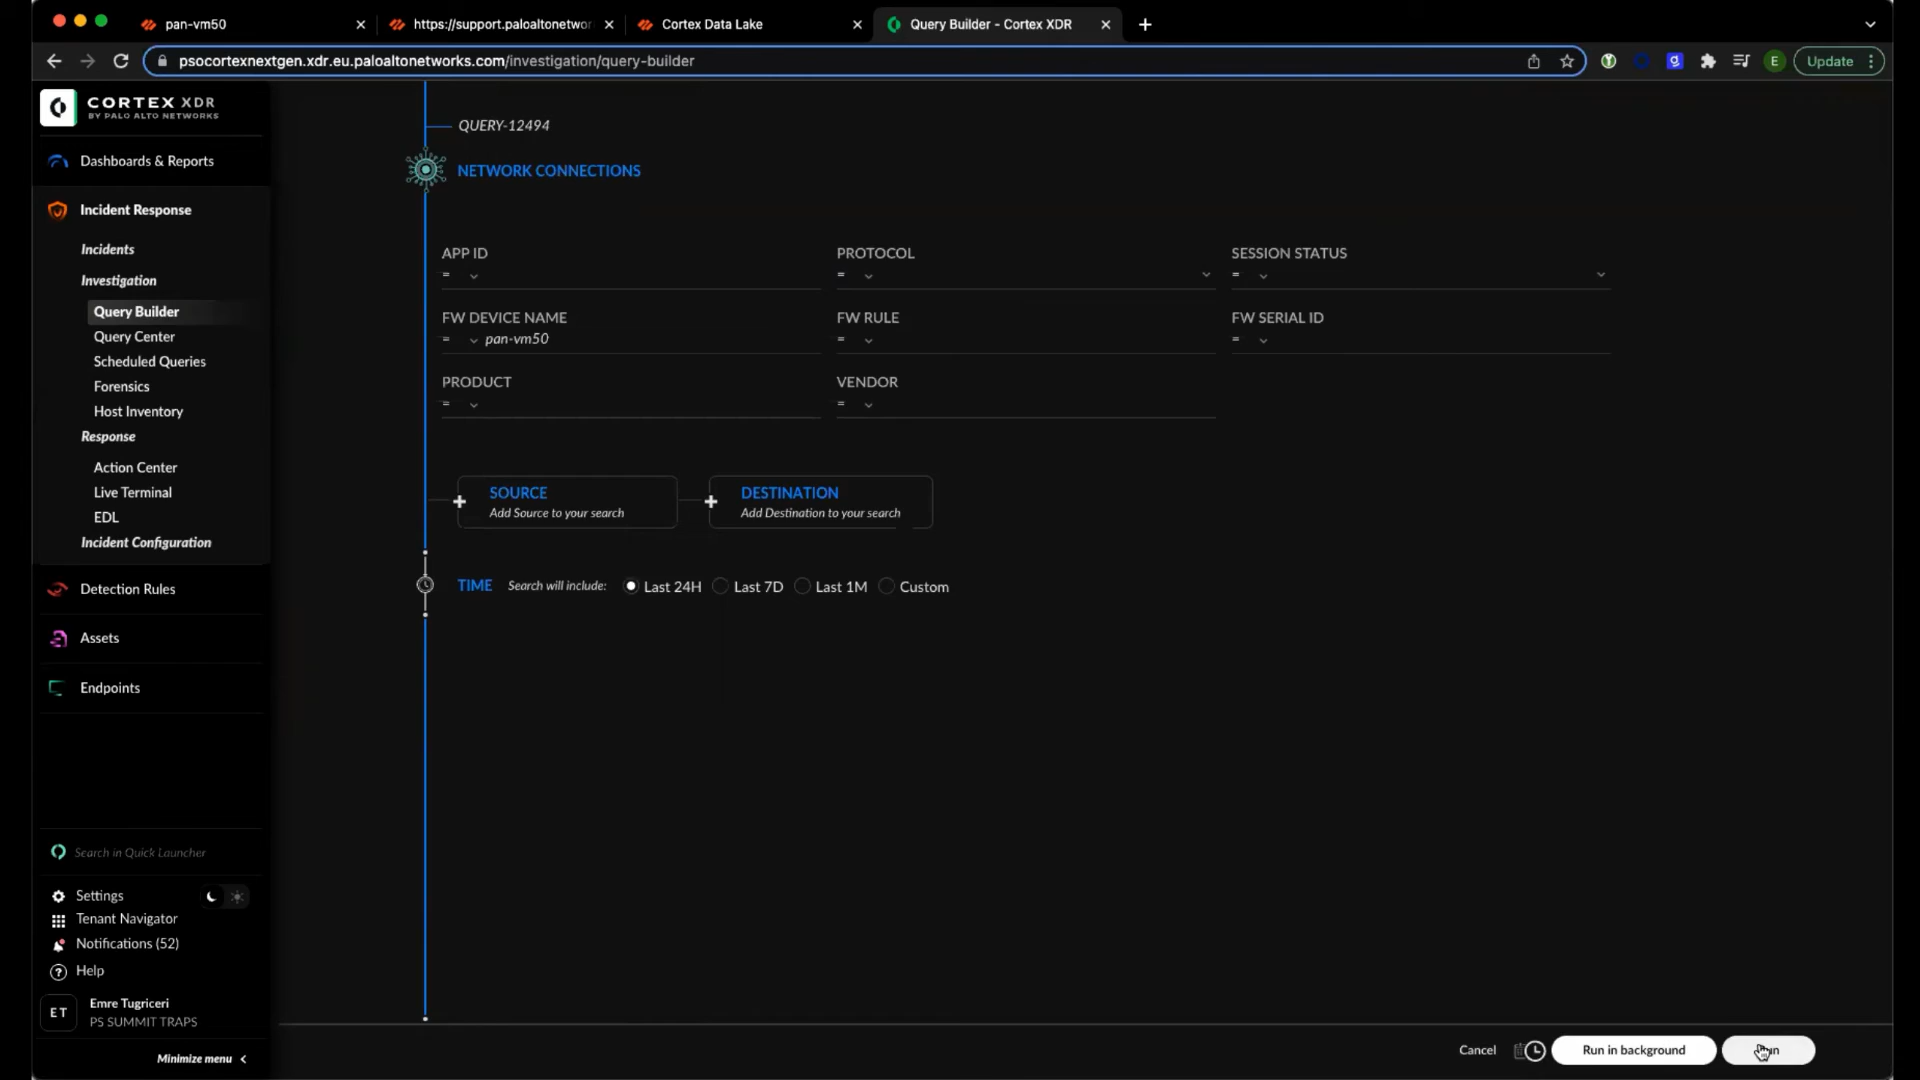 pan-vm50
https://support.paloaltonetwor
Cortex Data Lake
Query Builder - Cortex XDR
psocortexnextgen.xdr.eu.paloaltonetworks.com/investigation/query-builder
E
Update
CORTEX XDR
BY PALO ALTO NETWORKS
Dashboards & Reports
Incident Response
Incidents
Investigation
Query Builder
Query Center
Scheduled Queries
Forensics
Host Inventory
Response
Action Center
Live Terminal
EDL
Incident Configuration
Detection Rules
Assets
Endpoints
Search in Quick Launcher
Settings
Tenant Navigator
Notifications (52)
Help
ET
Emre Tugriceri
PS SUMMIT TRAPS
Minimize menu
QUERY-12494
NETWORK CONNECTIONS
APP ID
=
PROTOCOL
=
SESSION STATUS
=
FW DEVICE NAME
= pan-vm50
FW RULE
=
FW SERIAL ID
=
PRODUCT
=
VENDOR
=
SOURCE
Add Source to your search
DESTINATION
Add Destination to your search
TIME Search will include: Last 24H Last 7D Last 1M Custom
Cancel
Run in background